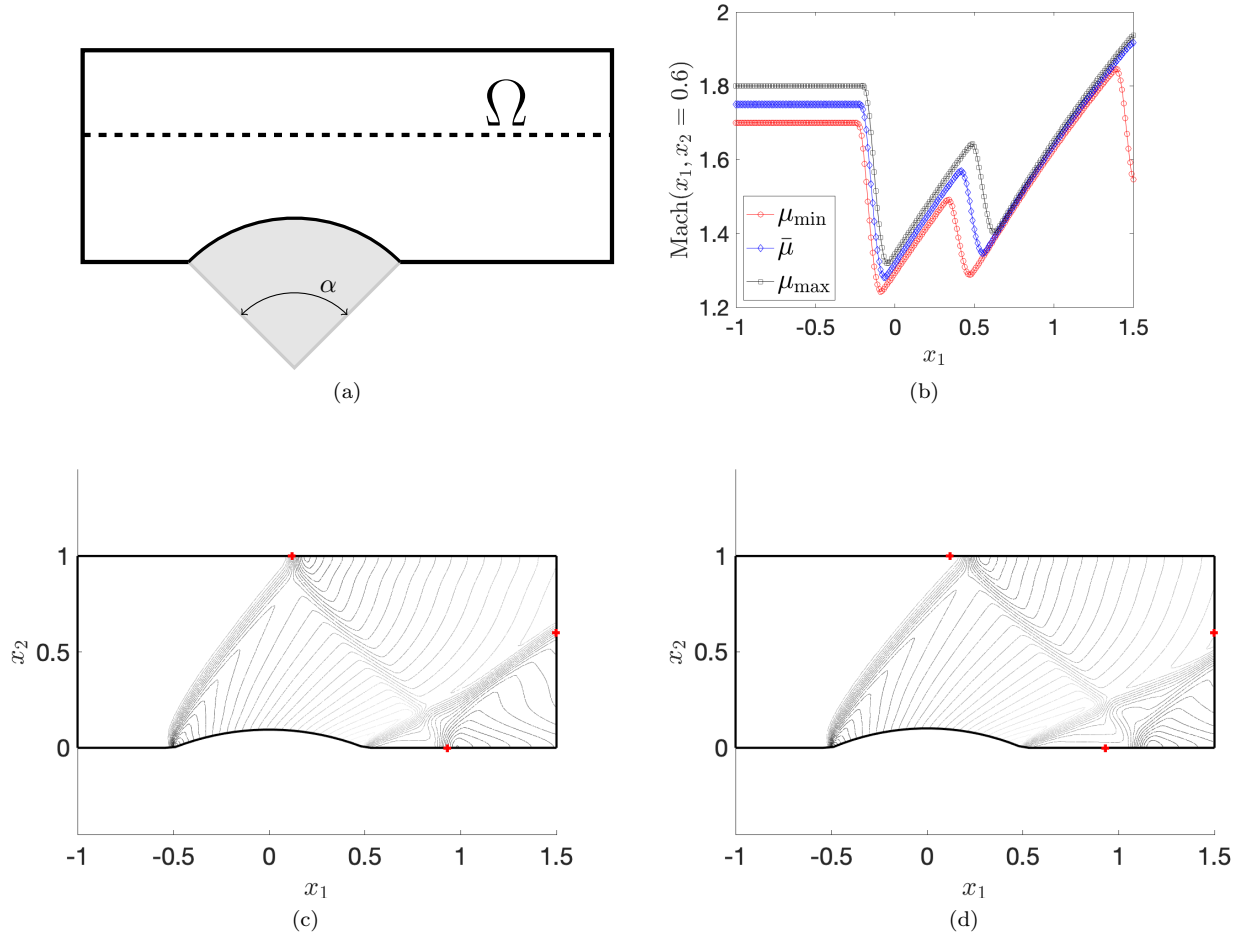 Ω
α
(a)
Mach(x₁, x₂ = 0.6)
2
1.8
1.6
1.4
1.2
μmin
μ̄
μmax
-1 -0.5 0 0.5 1 1.5
x₁
(b)
x₂
1
0.5
0
-1 -0.5 0 0.5 1 1.5
x₁
(c)
x₂
1
0.5
0
-1 -0.5 0 0.5 1 1.5
x₁
(d)